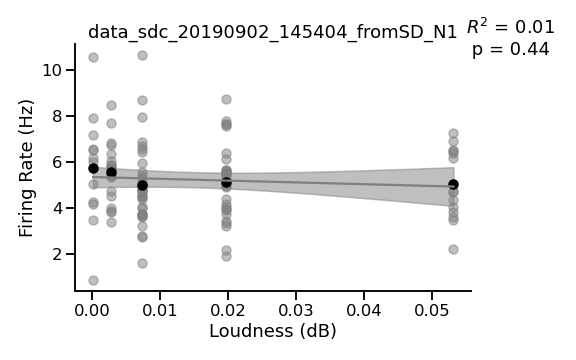 data_sdc_20190902_145404_fromSD_N1
R² = 0.01
p = 0.44
Firing Rate (Hz)
10
8
6
4
2
0.00 0.01 0.02 0.03 0.04 0.05
Loudness (dB)